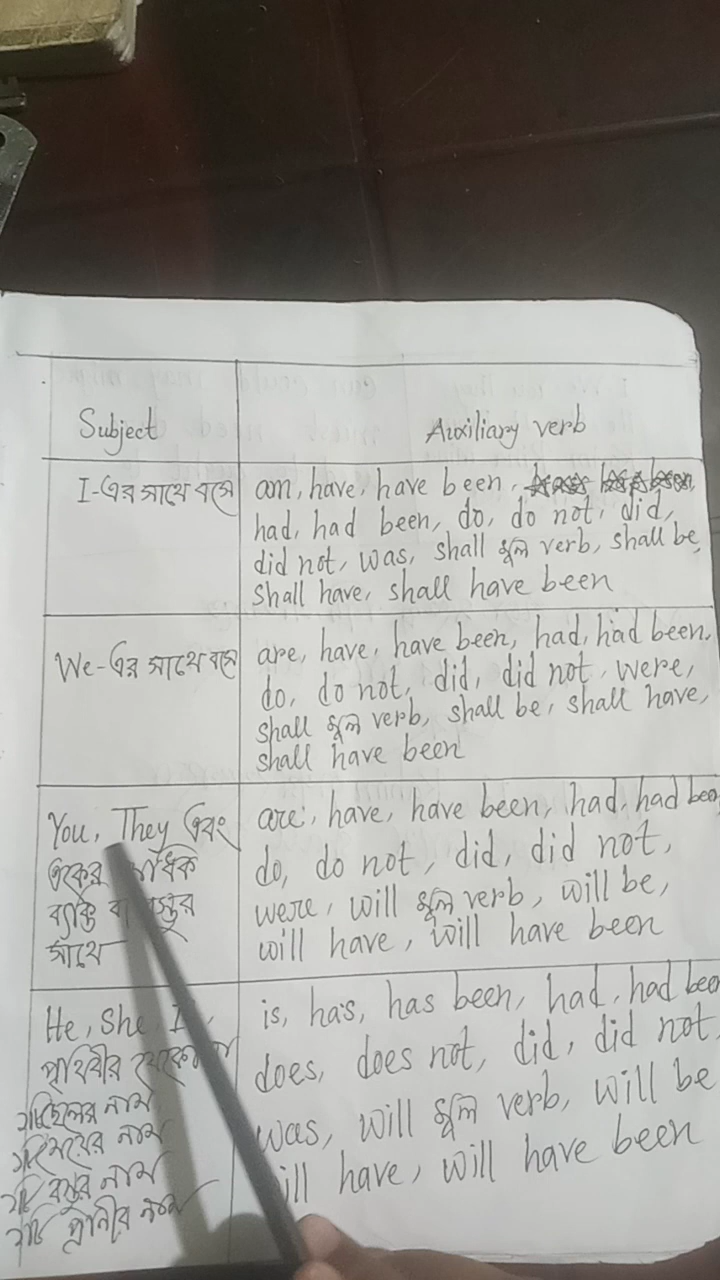 Subject
Auxiliary verb
I-এর সাথে বসে
am, have, have been,
had, had been, do, do not, did,
did not, was, shall মূল verb, shall be,
shall have, shall have been
We-এর সাথে বসে
are, have, have been, had, had been,
do, do not, did, did not, were,
shall মূল verb, shall be, shall have,
shall have been
You, They এবং
একের
ব্যক্তি
সাথে
are, have, have been, had, had been
do, do not, did, did not,
were, will মূল verb, will be,
will have, will have been
He, She,
পৃথিবীর যেকোন
ছেলের নাম
মেয়ের নাম
বস্তুর নাম
প্রাণীর নাম
is, has, has been, had, had been
does, does not, did, did not,
was, will মূল verb, will be
will have, will have been